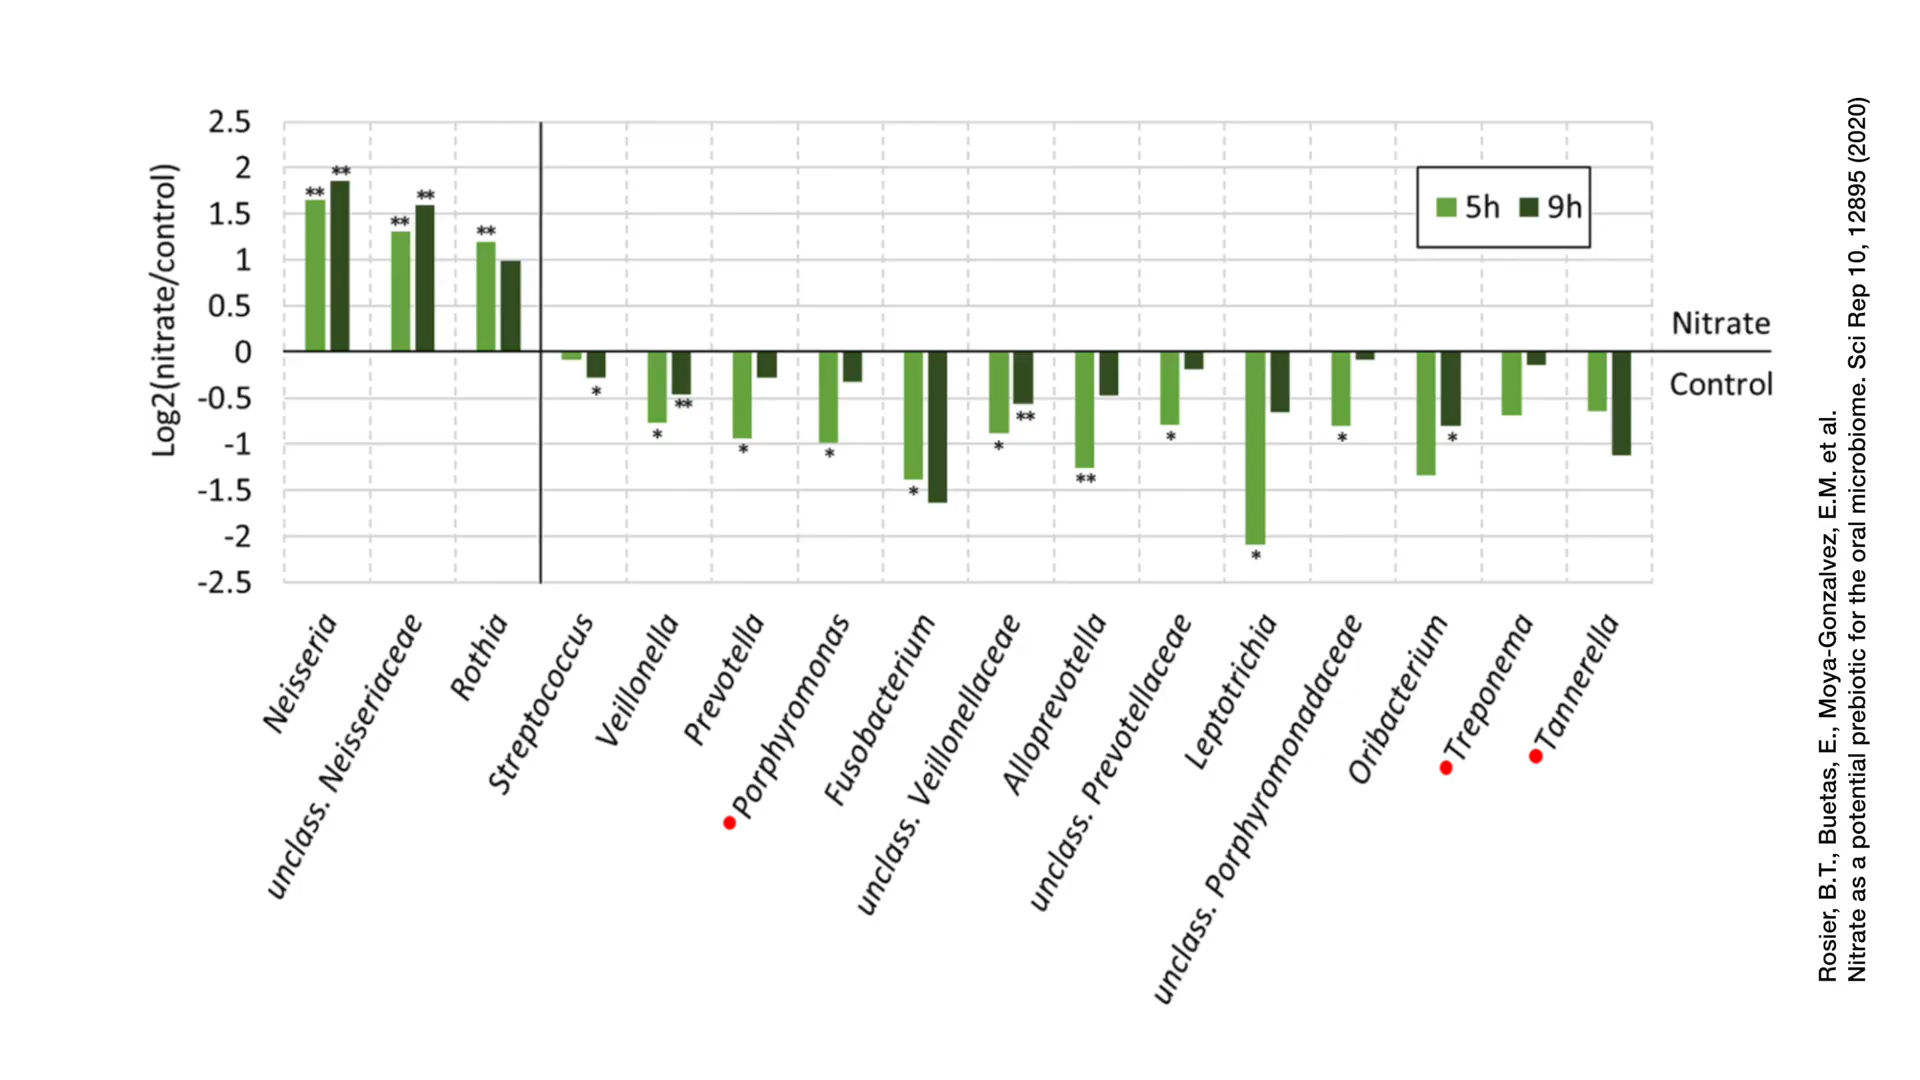 2.5
2
1.5
1
0.5
0
-0.5
-1
-1.5
-2
-2.5
Log2(nitrate/control)
** ** ** ** **
* * ** * * * * ** ** * * * *
5h 9h
Nitrate
Control
Neisseria
unclass. Neisseriaceae
Rothia
Streptococcus
Veillonella
Prevotella
Porphyromonas
Fusobacterium
unclass. Veillonellaceae
Alloprevotella
unclass. Prevotellaceae
Leptotrichia
unclass. Porphyromonadaceae
Oribacterium
Treponema
Tannerella
Rosier, B.T., Buetas, E., Moya-Gonzalvez, E.M. et al.
Nitrate as a potential prebiotic for the oral microbiome. Sci Rep 10, 12895 (2020)